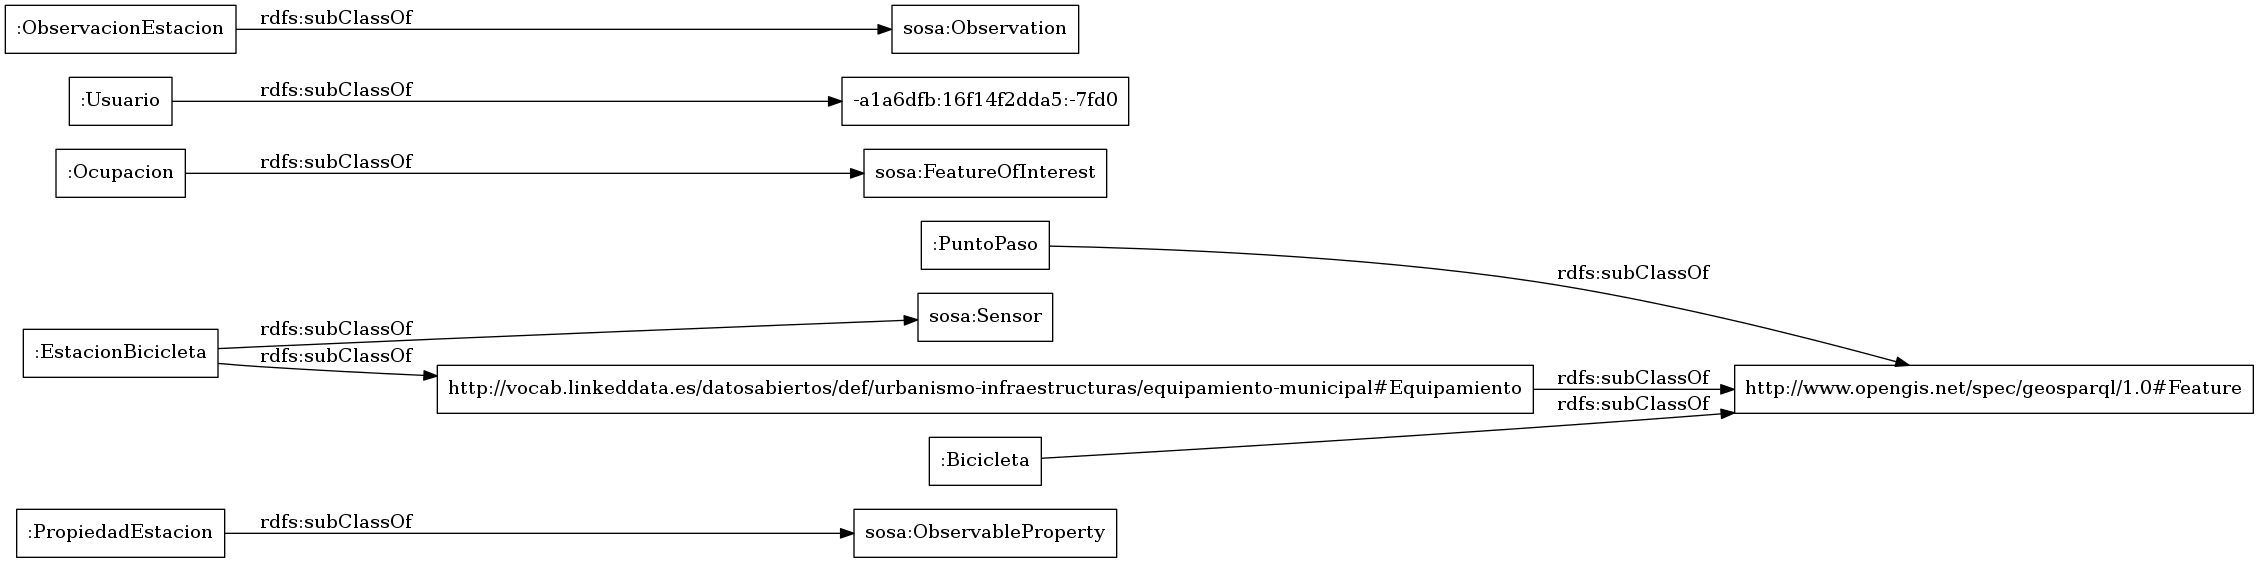 :ObservacionEstacion
rdfs:subClassOf
sosa:Observation
:Usuario
rdfs:subClassOf
-a1a6dfb:16f14f2dda5:-7fd0
:Ocupacion
rdfs:subClassOf
sosa:FeatureOfInterest
:PuntoPaso
rdfs:subClassOf
:EstacionBicicleta
rdfs:subClassOf
sosa:Sensor
rdfs:subClassOf
http://vocab.linkeddata.es/datosabiertos/def/urbanismo-infraestructuras/equipamiento-municipal#Equipamiento
rdfs:subClassOf
http://www.opengis.net/spec/geosparql/1.0#Feature
:Bicicleta
rdfs:subClassOf
:PropiedadEstacion
rdfs:subClassOf
sosa:ObservableProperty